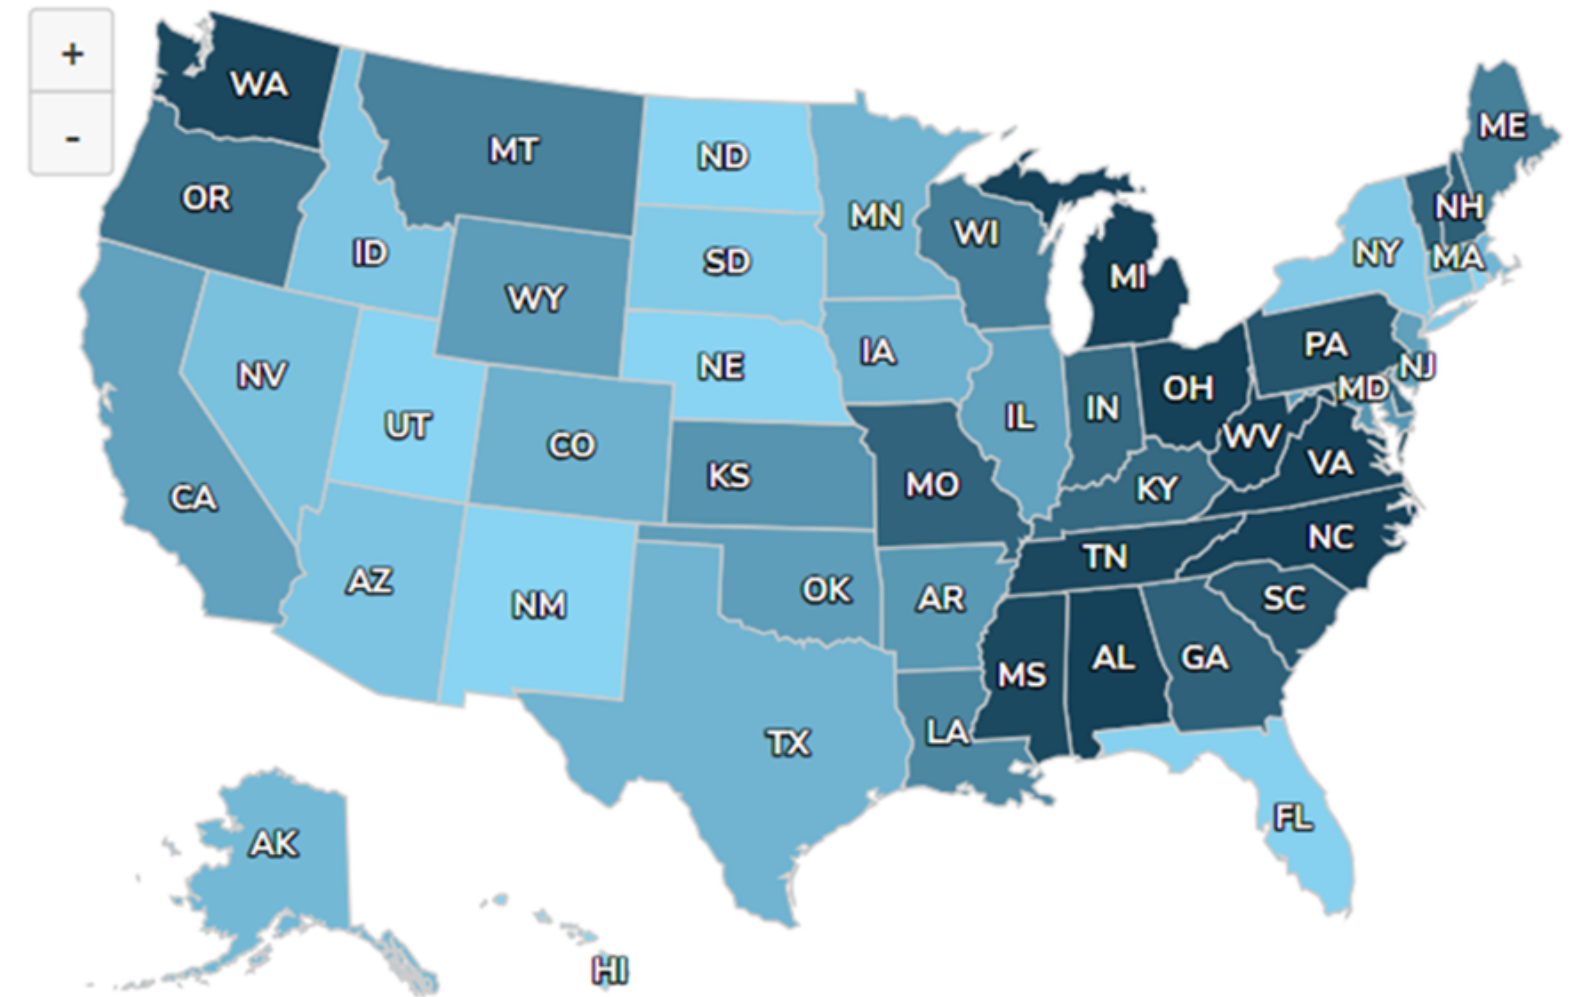 +
-
WA
ME
MT
ND
OR
NH
MN
WI
ID
NY
MA
SD
MI
WY
PA
IA
NE
NJ
NV
OH
MD
IN
IL
UT
WV
CO
VA
KS
MO
KY
CA
NC
TN
AZ
OK
AR
SC
NM
AL
GA
MS
LA
TX
FL
AK
HI